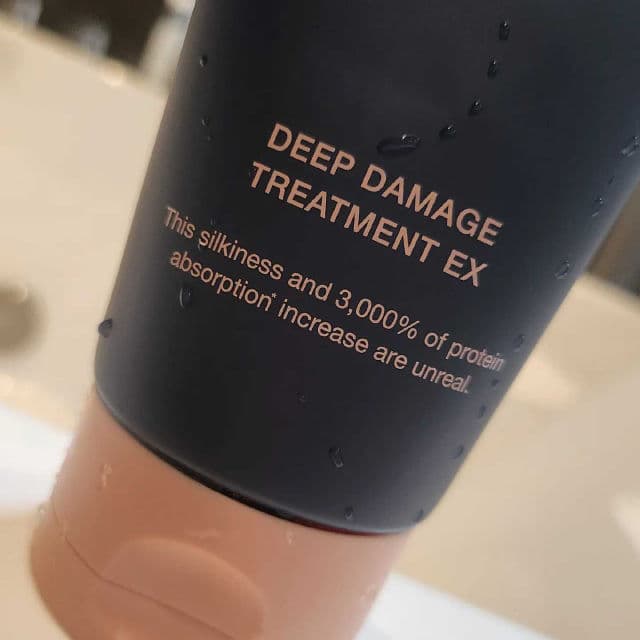 DEEP DAMAGE
TREATMENT EX
This silkiness and 3,000% of protein
absorption* increase are unreal.